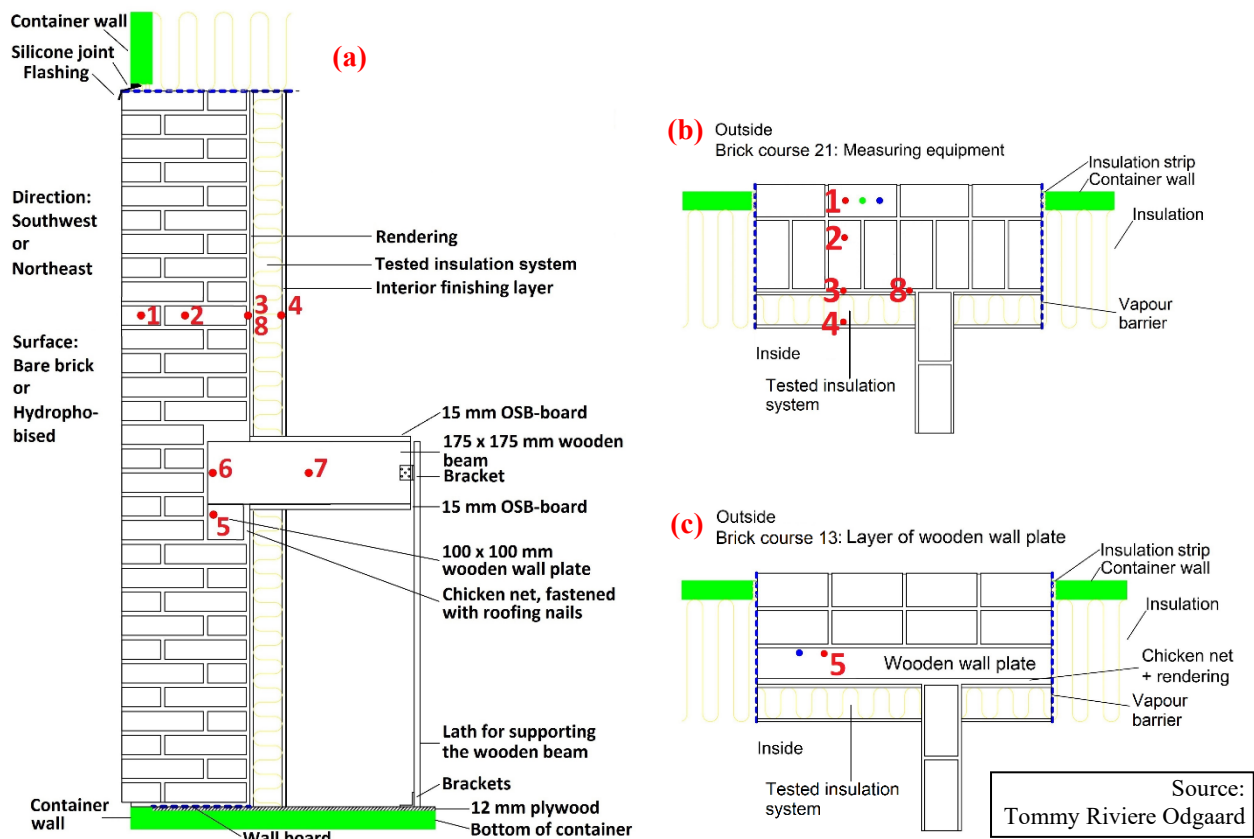 Container wall
Silicone joint
Flashing
(a)
Direction:
Southwest
or
Northeast
Rendering
Tested insulation system
Interior finishing layer
1
2
3
8
4
Surface:
Bare brick
or
Hydropho-
bised
15 mm OSB-board
175 x 175 mm wooden
beam
Bracket
6
7
15 mm OSB-board
5
100 x 100 mm
wooden wall plate
Chicken net, fastened
with roofing nails
Lath for supporting
the wooden beam
Brackets
12 mm plywood
Bottom of container
Container
wall
Wall board
(b) Outside
Brick course 21: Measuring equipment
Insulation strip
Container wall
Insulation
1
2
3
8
4
Vapour
barrier
Inside
Tested insulation
system
(c) Outside
Brick course 13: Layer of wooden wall plate
Insulation strip
Container wall
Insulation
5
Wooden wall plate
Chicken net
+ rendering
Vapour
barrier
Inside
Tested insulation
system
Source:
Tommy Riviere Odgaard